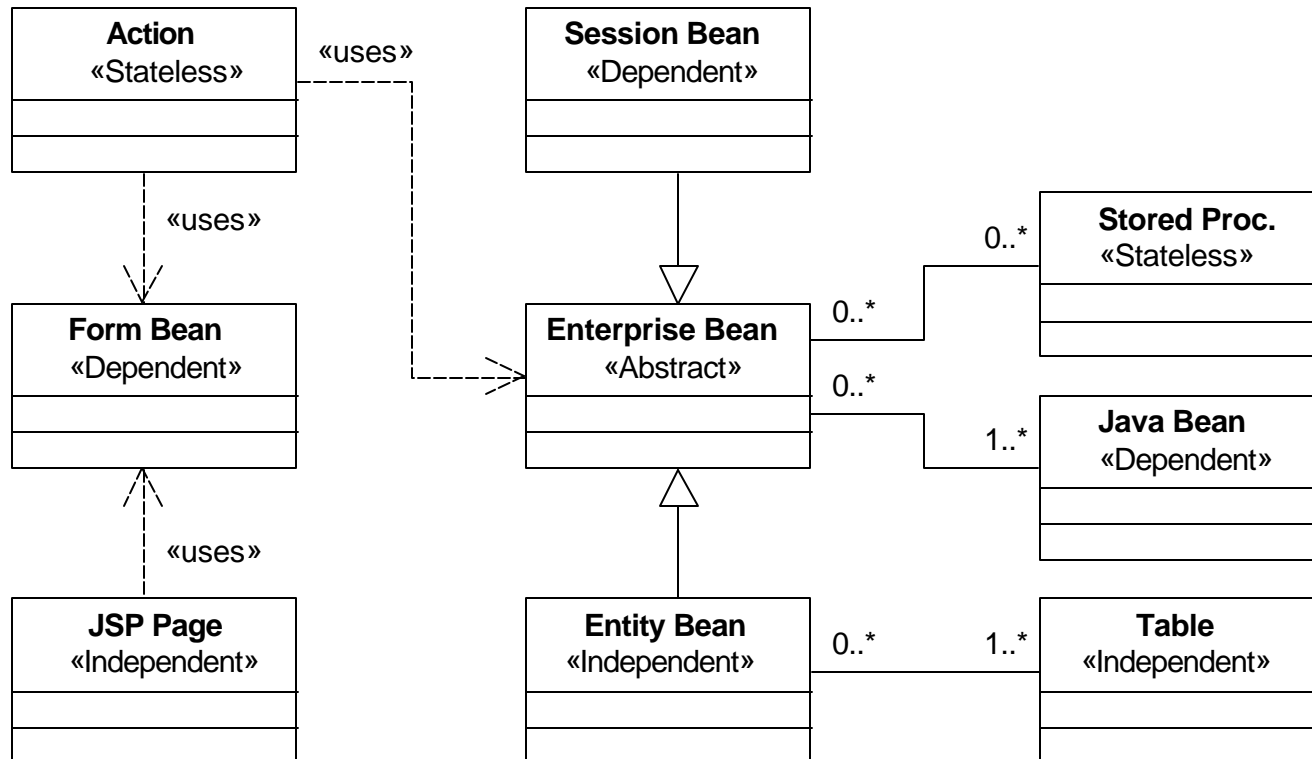 Action
«Stateless»
«uses»
Session Bean
«Dependent»
«uses»
Stored Proc.
«Stateless»
0..*
0..*
Form Bean
«Dependent»
Enterprise Bean
«Abstract»
0..*
1..*
Java Bean
«Dependent»
«uses»
JSP Page
«Independent»
Entity Bean
«Independent»
0..*
1..*
Table
«Independent»